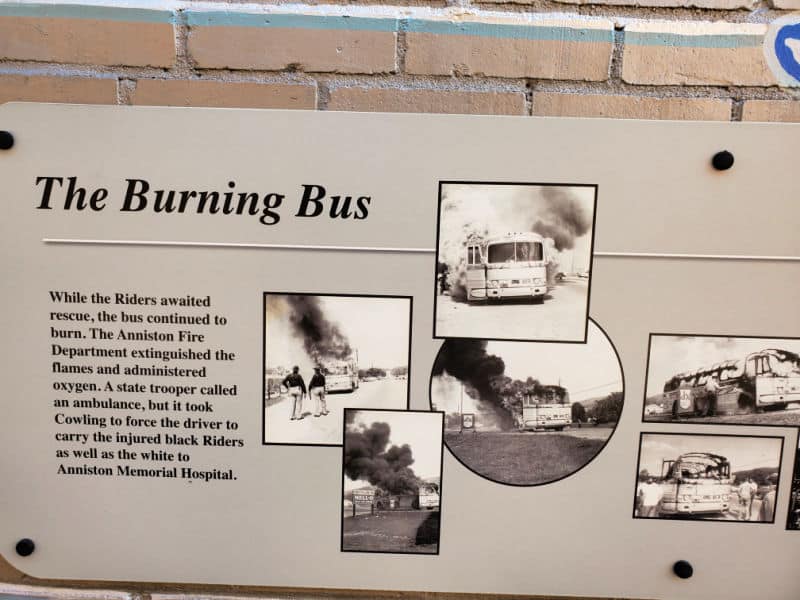 The Burning Bus
While the Riders awaited
rescue, the bus continued to
burn. The Anniston Fire
Department extinguished the
flames and administered
oxygen. A state trooper called
an ambulance, but it took
Cowling to force the driver to
carry the injured black Riders
as well as the white to
Anniston Memorial Hospital.